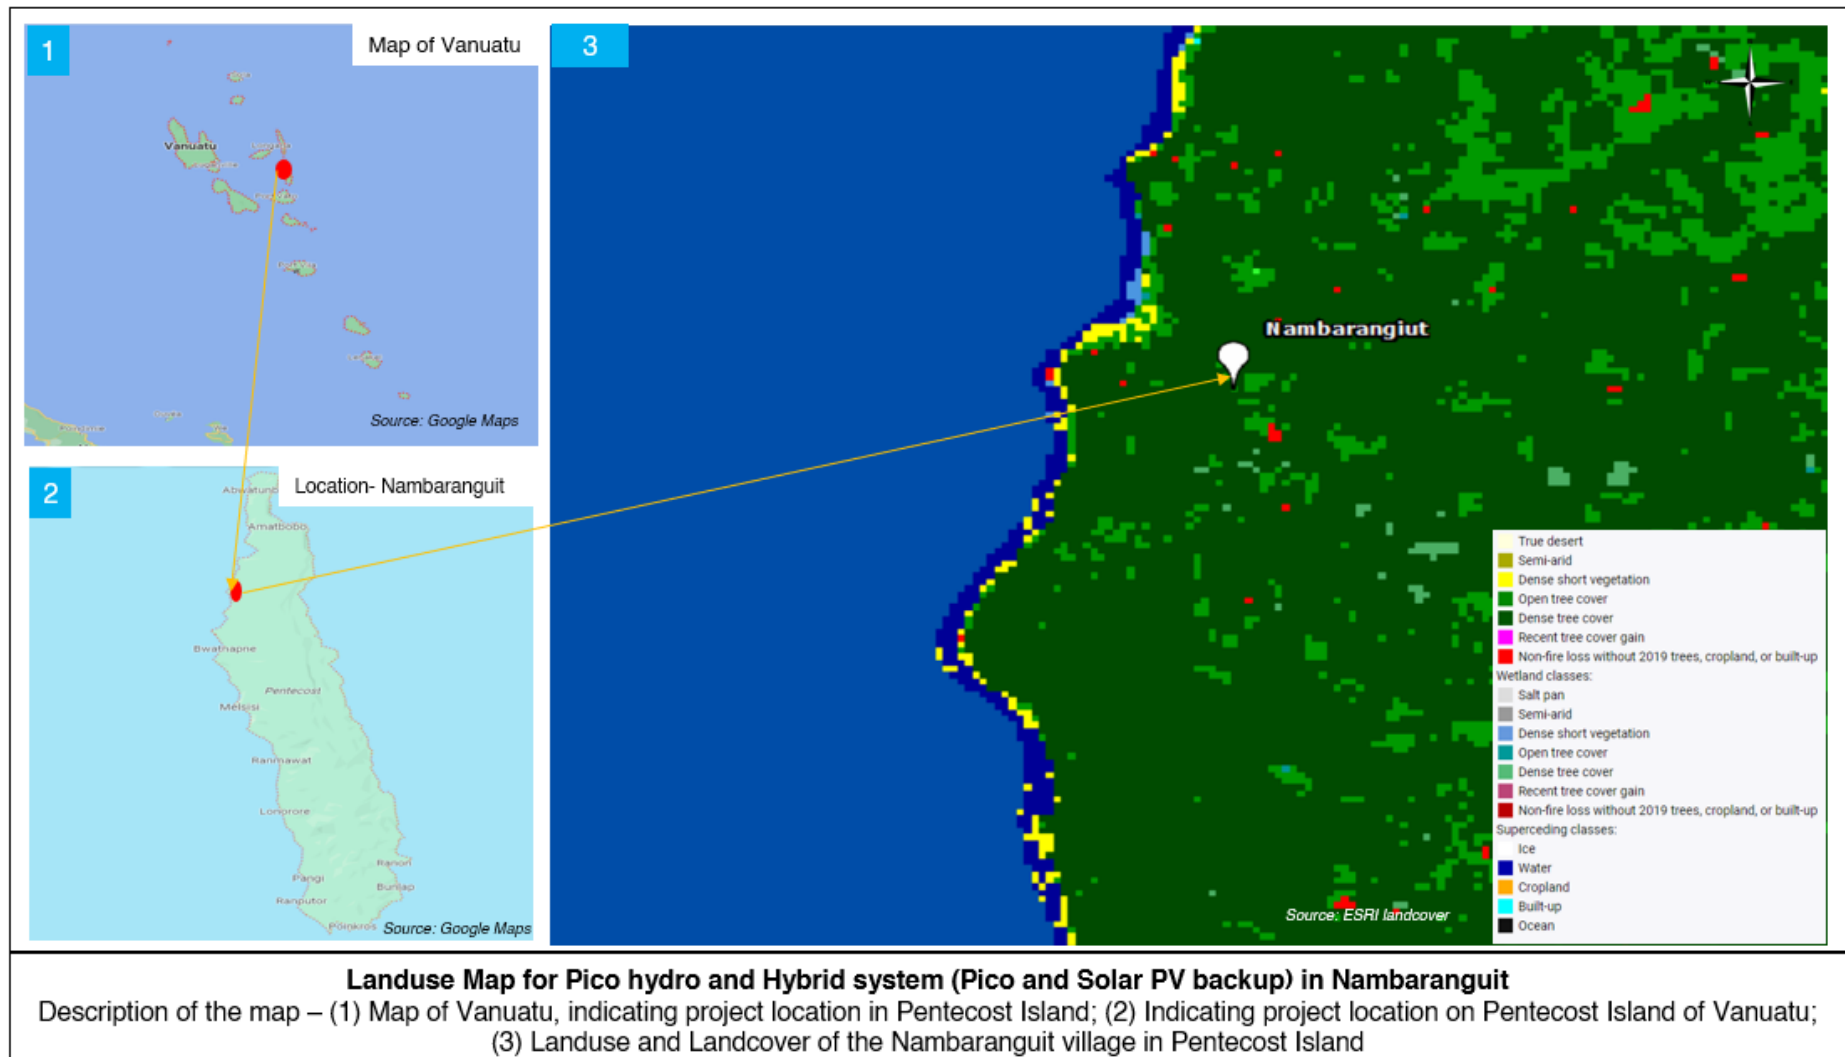 1
Map of Vanuatu
Vanuatu
Source: Google Maps
2
Location- Nambaranguit
Abwatunb
Amatbobo
Bwatnapne
Pentecost
Melsisi
Ranmawat
Lonorore
Ranon
Pangi
Bunlap
Ranputor
Poinkros
Source: Google Maps
3
Nambarangiut
True desert
Semi-arid
Dense short vegetation
Open tree cover
Dense tree cover
Recent tree cover gain
Non-fire loss without 2019 trees, cropland, or built-up
Wetland classes:
Salt pan
Semi-arid
Dense short vegetation
Open tree cover
Dense tree cover
Recent tree cover gain
Non-fire loss without 2019 trees, cropland, or built-up
Superceding classes:
Ice
Water
Cropland
Built-up
Ocean
Source: ESRI landcover
Landuse Map for Pico hydro and Hybrid system (Pico and Solar PV backup) in Nambaranguit
Description of the map – (1) Map of Vanuatu, indicating project location in Pentecost Island; (2) Indicating project location on Pentecost Island of Vanuatu;
(3) Landuse and Landcover of the Nambaranguit village in Pentecost Island